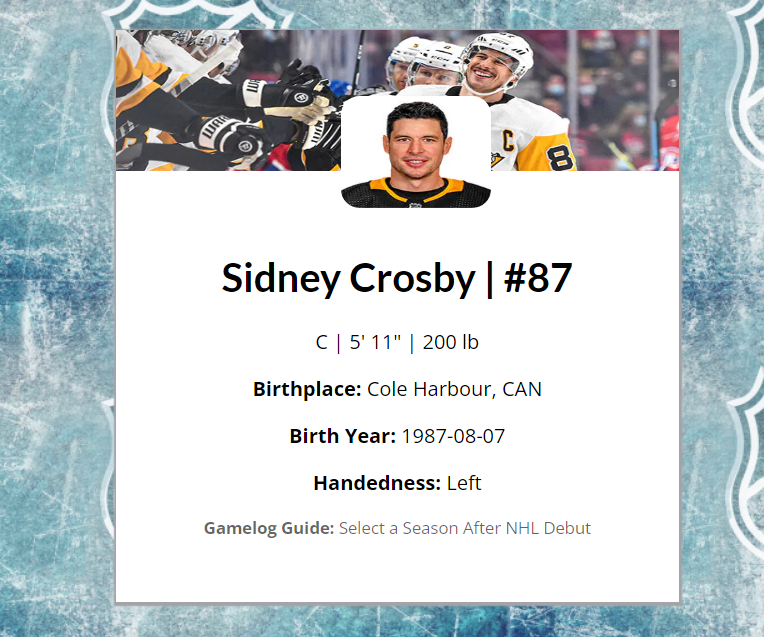 C
8
Sidney Crosby | #87
C | 5' 11" | 200 lb
Birthplace: Cole Harbour, CAN
Birth Year: 1987-08-07
Handedness: Left
Gamelog Guide: Select a Season After NHL Debut